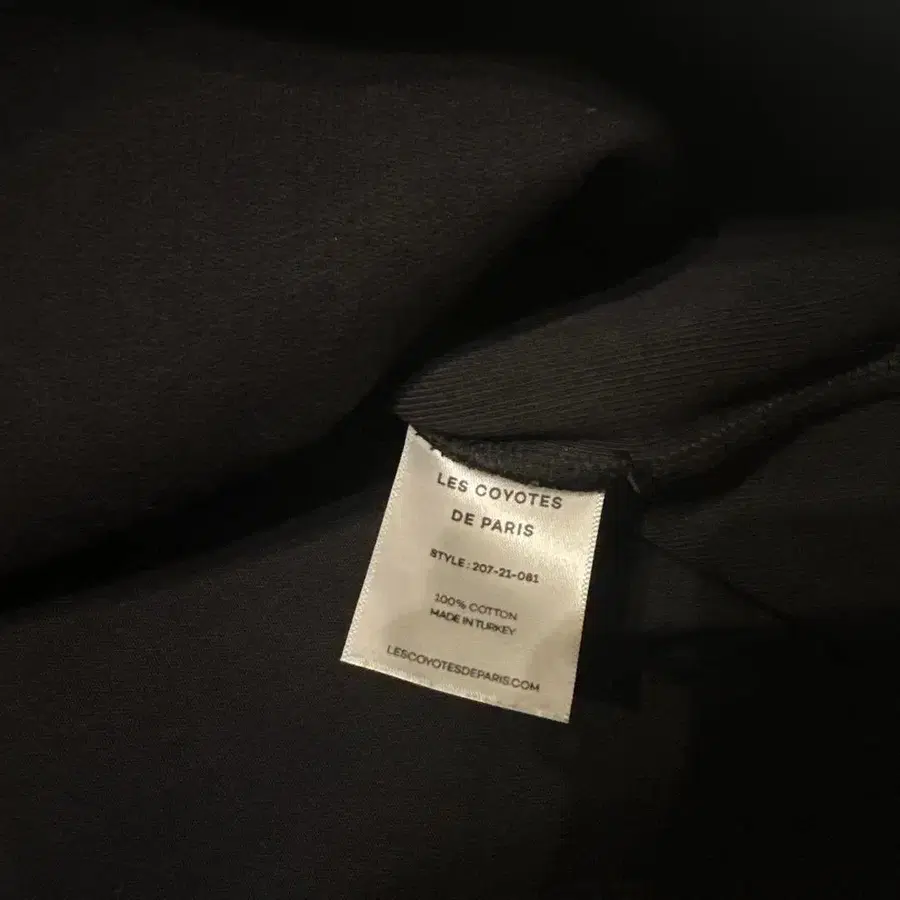 LES COYOTES
DE PARIS
STYLE : 207-21-081
100% COTTON
MADE IN TURKEY
LESCOYOTESDEPARIS.COM